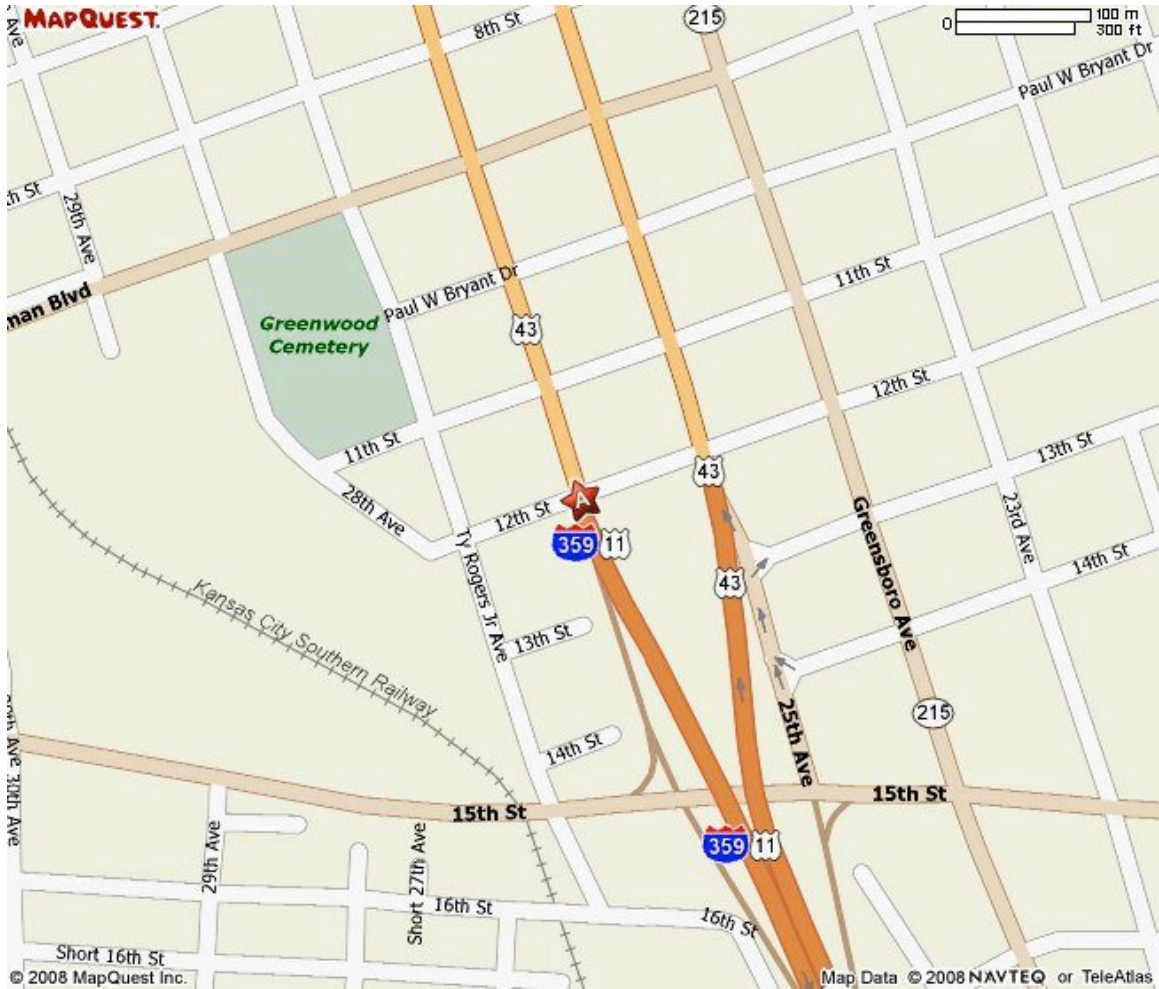 MAPQUEST.
215
0
100 m
300 ft
8th St
Ave
Paul W Bryant Dr
th St
29th Ave
man Blvd
Greenwood
Cemetery
Paul W Bryant Dr
43
11th St
12th St
11th St
43
13th St
28th Ave
A
12th St
359
11
Greensboro Ave
23rd Ave
43
14th St
Ty Rogers Jr Ave
Kansas City Southern Railway
13th St
25th Ave
215
14th St
Ave
30th Ave
15th St
15th St
359
11
29th Ave
Short 27th Ave
16th St
16th St
Short 16th St
© 2008 MapQuest Inc.
Map Data © 2008 NAVTEQ or TeleAtlas